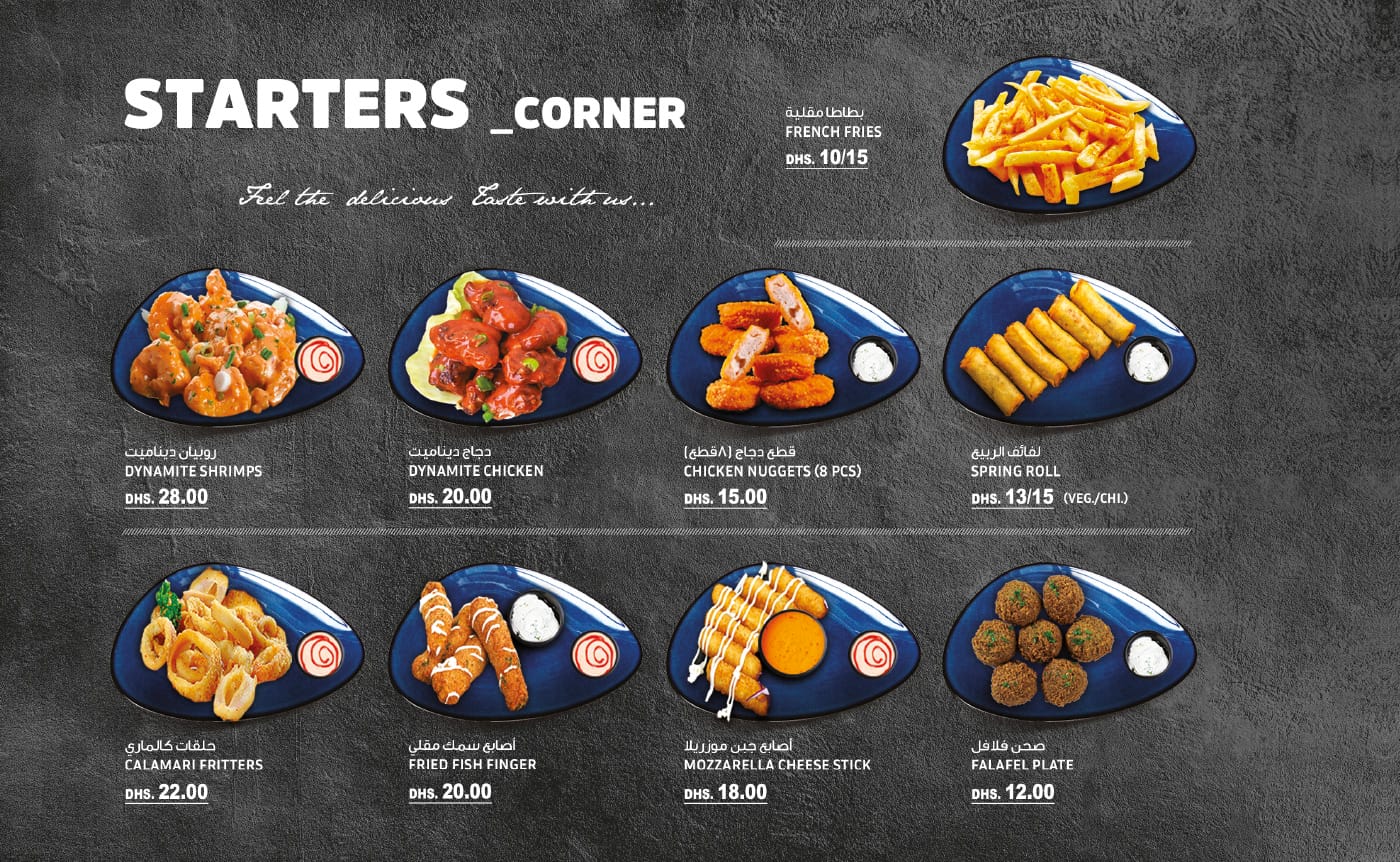 STARTERS _CORNER
Feel the delicious Taste with us...
بطاطا مقلية
FRENCH FRIES
DHS. 10/15
روبيان ديناميت
DYNAMITE SHRIMPS
DHS. 28.00
دجاج ديناميت
DYNAMITE CHICKEN
DHS. 20.00
قطع دجاج (٨قطع)
CHICKEN NUGGETS (8 PCS)
DHS. 15.00
لفائف الربيع
SPRING ROLL
DHS. 13/15 (VEG./CHI.)
حلقات كالماري
CALAMARI FRITTERS
DHS. 22.00
أصابع سمك مقلي
FRIED FISH FINGER
DHS. 20.00
أصابع جبن موزريلا
MOZZARELLA CHEESE STICK
DHS. 18.00
صحن فلافل
FALAFEL PLATE
DHS. 12.00